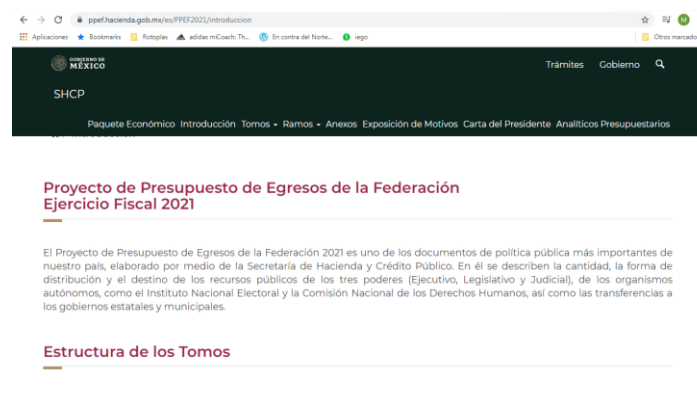 ppef.hacienda.gob.mx/es/PPEF2021/introduccion
Aplicaciones Bookmarks Rotoplas adidas miCoach: Th... En contra del Norte... iego Otros marcado
GOBIERNO DE
MÉXICO
Trámites Gobierno
SHCP
Paquete Económico Introducción Tomos Ramos Anexos Exposición de Motivos Carta del Presidente Analíticos Presupuestarios
Proyecto de Presupuesto de Egresos de la Federación
Ejercicio Fiscal 2021
El Proyecto de Presupuesto de Egresos de la Federación 2021 es uno de los documentos de política pública más importantes de
nuestro país, elaborado por medio de la Secretaría de Hacienda y Crédito Público. En él se describen la cantidad, la forma de
distribución y el destino de los recursos públicos de los tres poderes (Ejecutivo, Legislativo y Judicial), de los organismos
autónomos, como el Instituto Nacional Electoral y la Comisión Nacional de los Derechos Humanos, así como las transferencias a
los gobiernos estatales y municipales.
Estructura de los Tomos